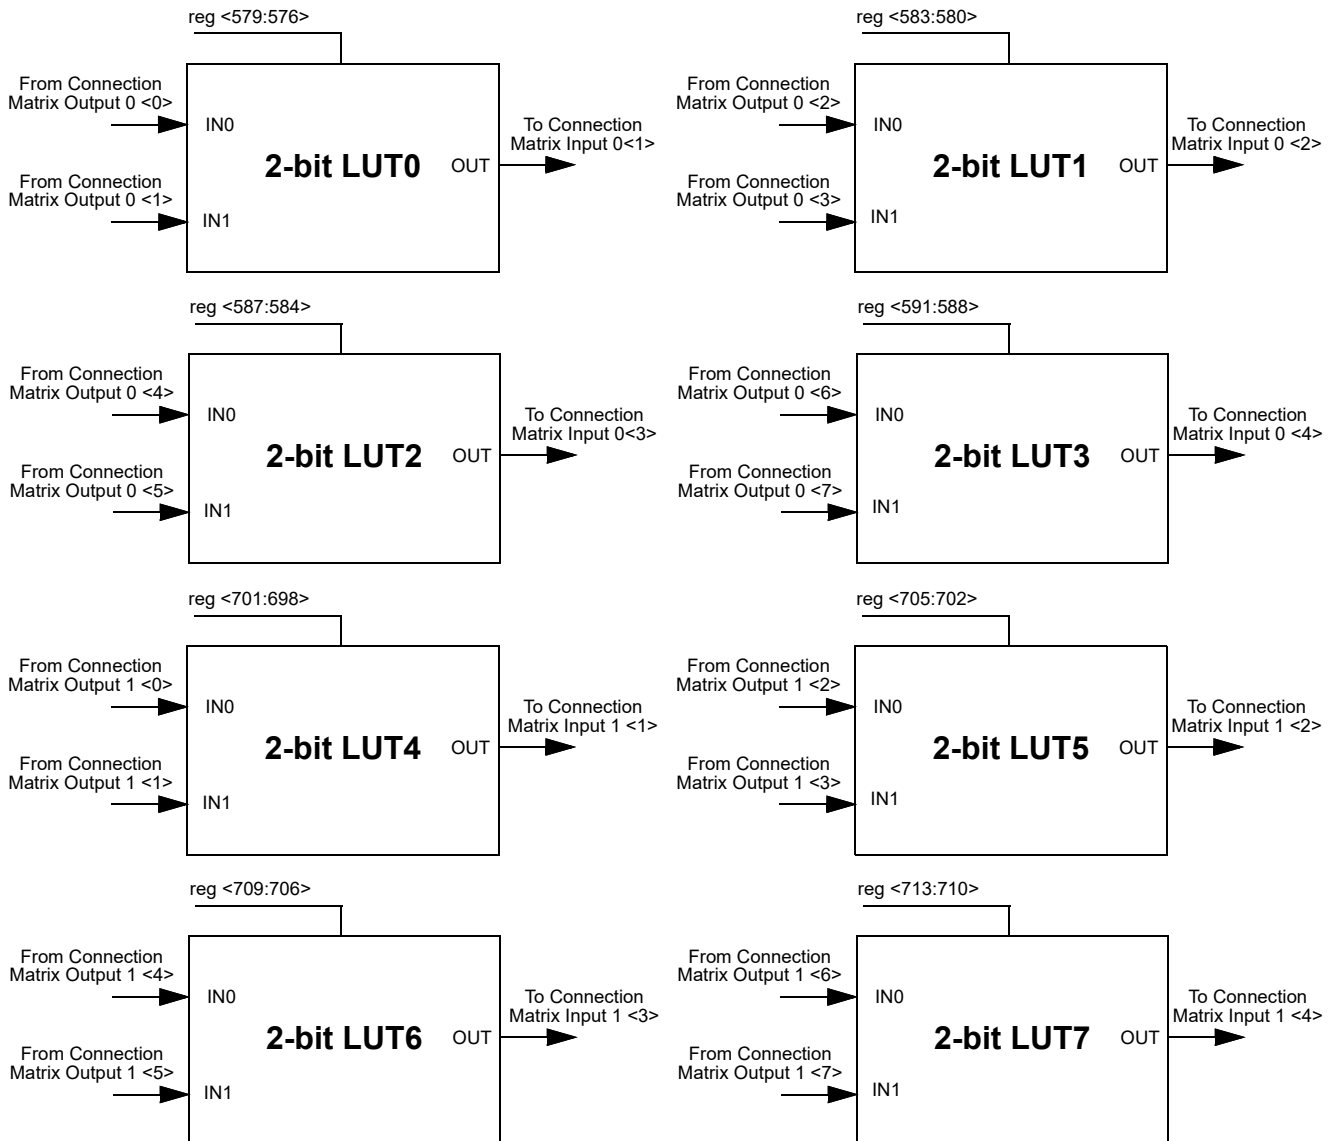 reg <579:576>
From Connection
Matrix Output 0 <0>
IN0
From Connection
Matrix Output 0 <1>
IN1
2-bit LUT0
OUT
To Connection
Matrix Input 0<1>
reg <583:580>
From Connection
Matrix Output 0 <2>
IN0
From Connection
Matrix Output 0 <3>
IN1
2-bit LUT1
OUT
To Connection
Matrix Input 0 <2>
reg <587:584>
From Connection
Matrix Output 0 <4>
IN0
From Connection
Matrix Output 0 <5>
IN1
2-bit LUT2
OUT
To Connection
Matrix Input 0<3>
reg <591:588>
From Connection
Matrix Output 0 <6>
IN0
From Connection
Matrix Output 0 <7>
IN1
2-bit LUT3
OUT
To Connection
Matrix Input 0 <4>
reg <701:698>
From Connection
Matrix Output 1 <0>
IN0
From Connection
Matrix Output 1 <1>
IN1
2-bit LUT4
OUT
To Connection
Matrix Input 1 <1>
reg <705:702>
From Connection
Matrix Output 1 <2>
IN0
From Connection
Matrix Output 1 <3>
IN1
2-bit LUT5
OUT
To Connection
Matrix Input 1 <2>
reg <709:706>
From Connection
Matrix Output 1 <4>
IN0
From Connection
Matrix Output 1 <5>
IN1
2-bit LUT6
OUT
To Connection
Matrix Input 1 <3>
reg <713:710>
From Connection
Matrix Output 1 <6>
IN0
From Connection
Matrix Output 1 <7>
IN1
2-bit LUT7
OUT
To Connection
Matrix Input 1 <4>